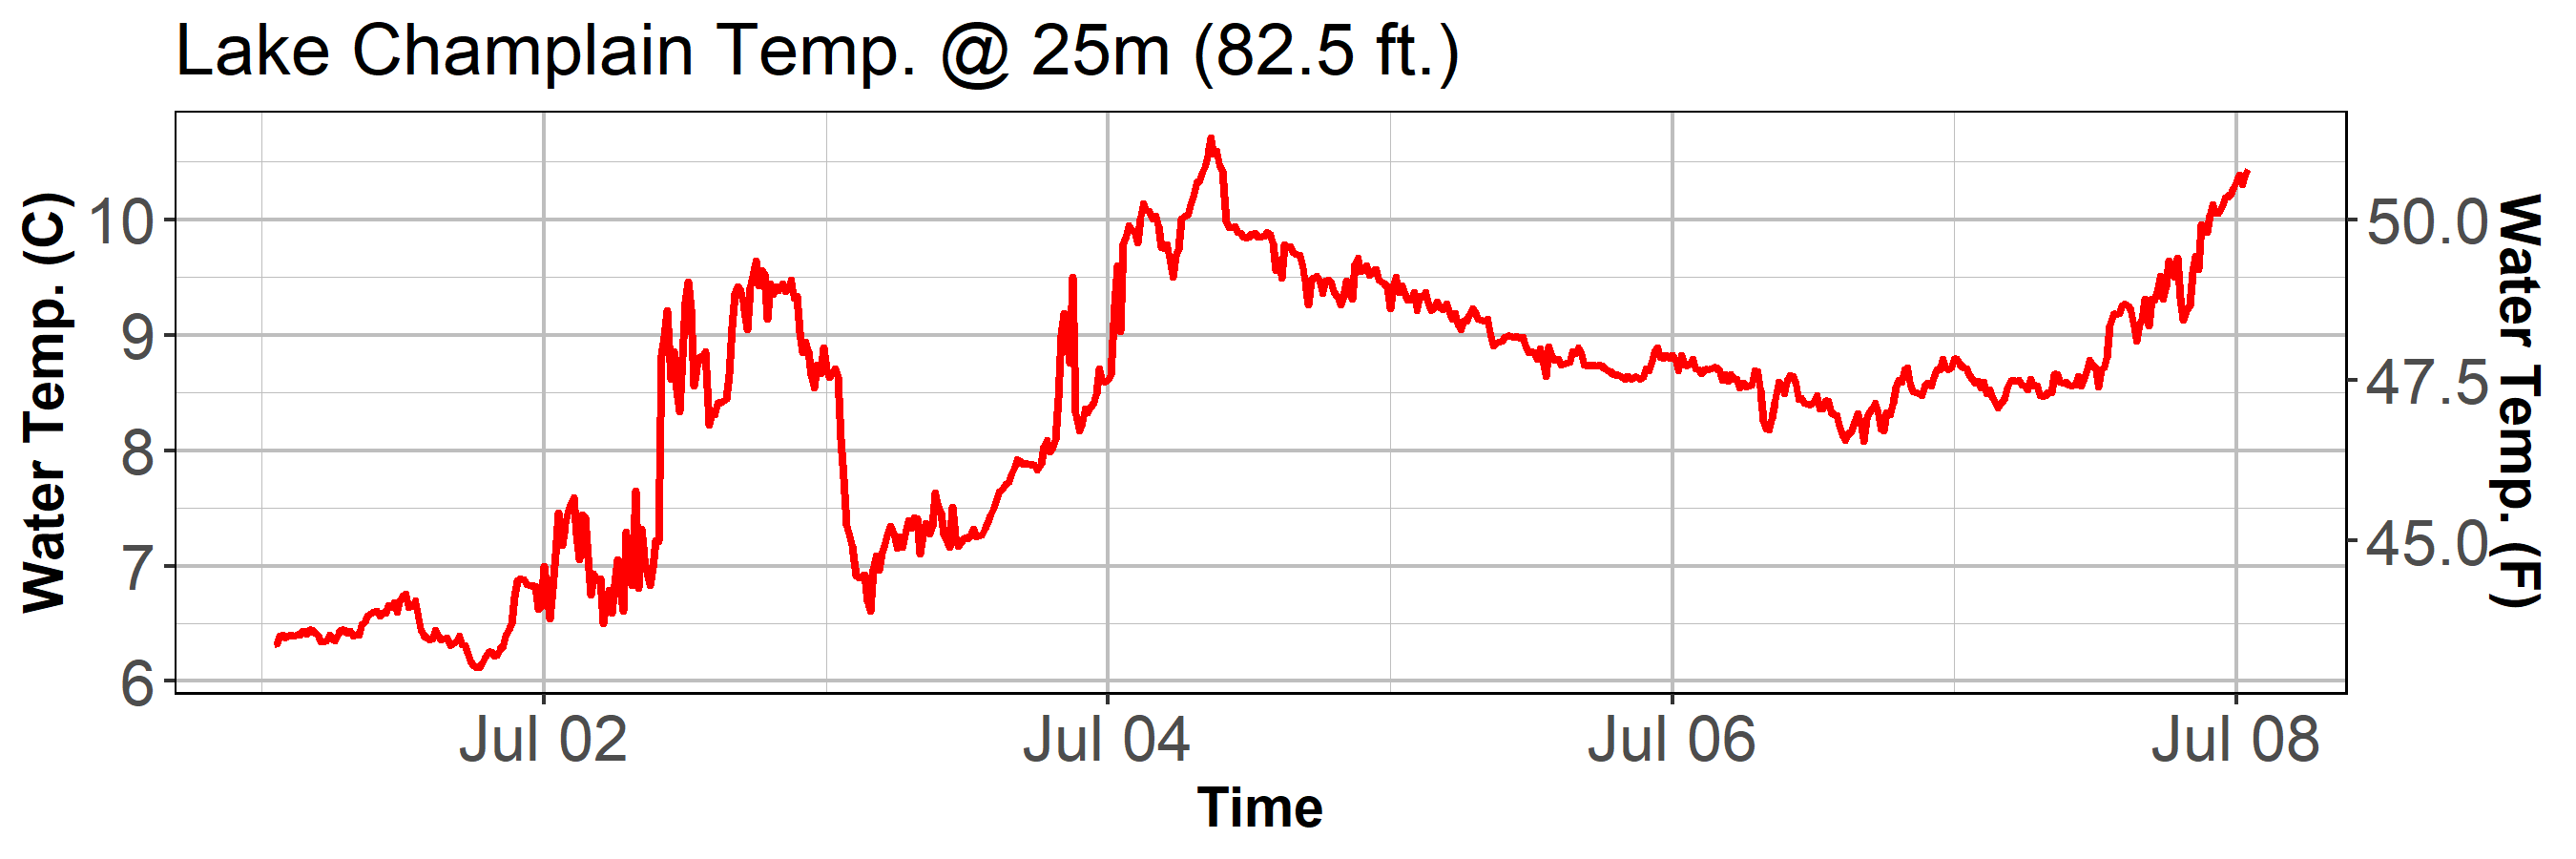 Lake Champlain Temp. @ 25m (82.5 ft.)
Water Temp. (C)
10
9
8
7
6
50.0
47.5
45.0
Water Temp. (F)
Jul 02 Jul 04 Jul 06 Jul 08
Time